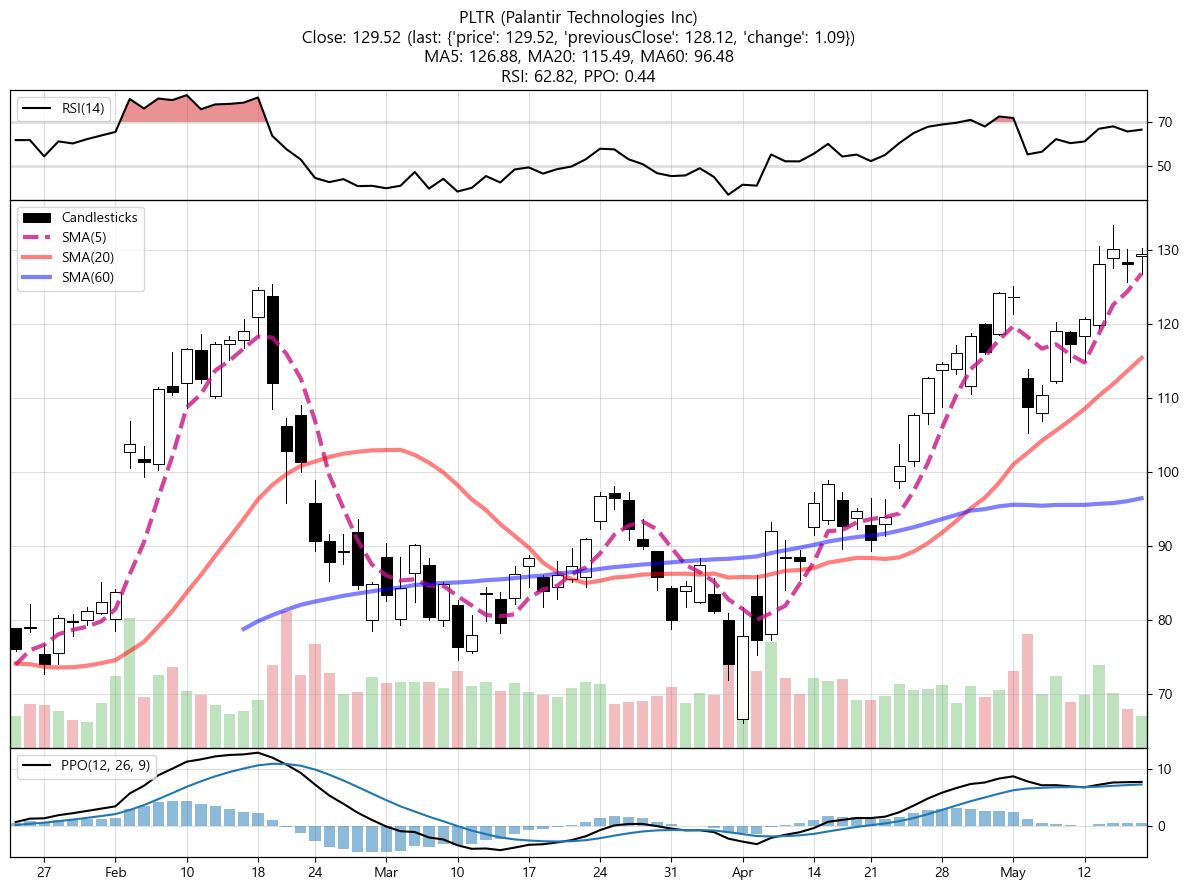 PLTR (Palantir Technologies Inc)
Close: 129.52 (last: {'price': 129.52, 'previousClose': 128.12, 'change': 1.09})
MA5: 126.88, MA20: 115.49, MA60: 96.48
RSI: 62.82, PPO: 0.44
RSI(14)
70
50
Candlesticks
SMA(5)
SMA(20)
SMA(60)
130
120
110
100
90
80
70
PPO(12, 26, 9)
10
0
27 Feb 10 18 24 Mar 10 17 24 31 Apr 14 21 28 May 12